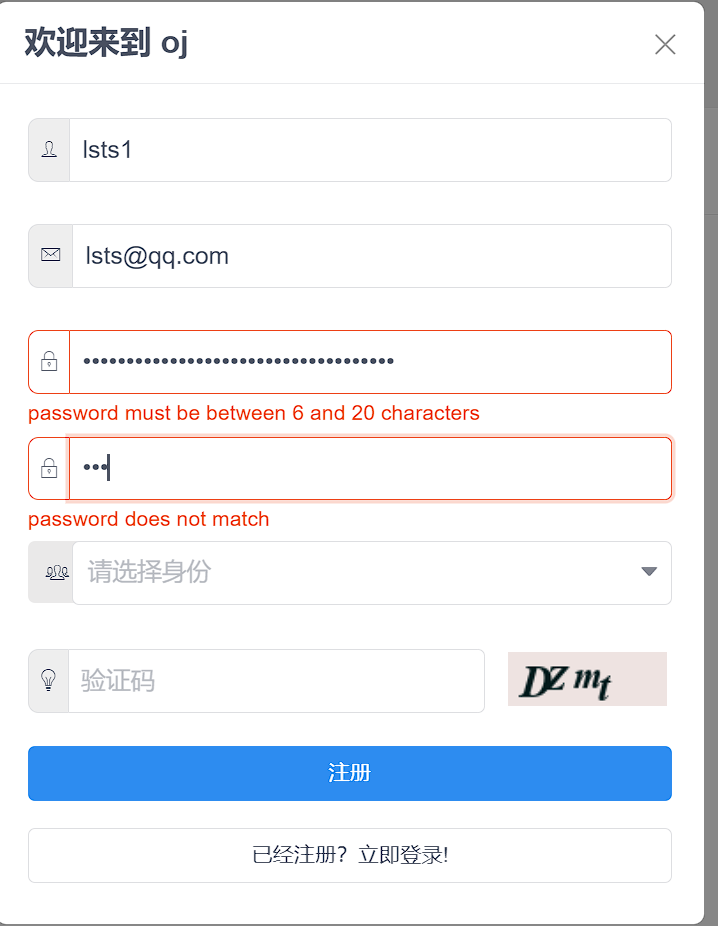 欢迎来到 oj
lsts1
lsts@qq.com
••••••••••••••••••••••••••••••••••••
password must be between 6 and 20 characters
•••
password does not match
请选择身份
验证码
DZmt
注册
已经注册？立即登录!